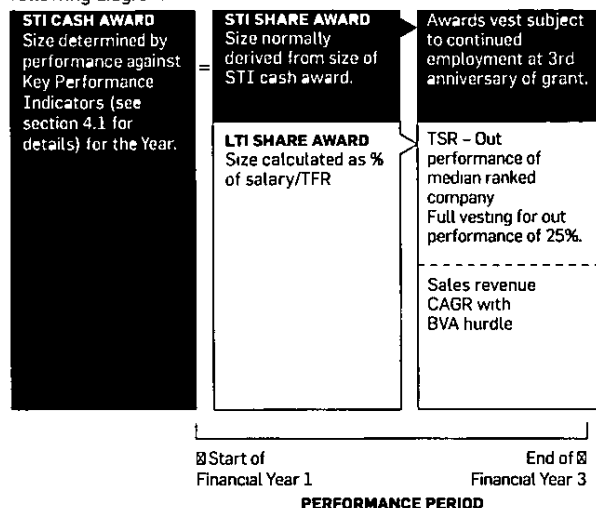 STI CASH AWARD
Size determined by
performance against
Key Performance
Indicators (see
section 4.1 for
details) for the Year.
=
STI SHARE AWARD
Size normally
derived from size of
STI cash award.
Awards vest subject
to continued
employment at 3rd
anniversary of grant.
LTI SHARE AWARD
Size calculated as %
of salary/TFR
TSR – Out
performance of
median ranked
company
Full vesting for out
performance of 25%.
Sales revenue
CAGR with
BVA hurdle
Start of
Financial Year 1
End of
Financial Year 3
PERFORMANCE PERIOD